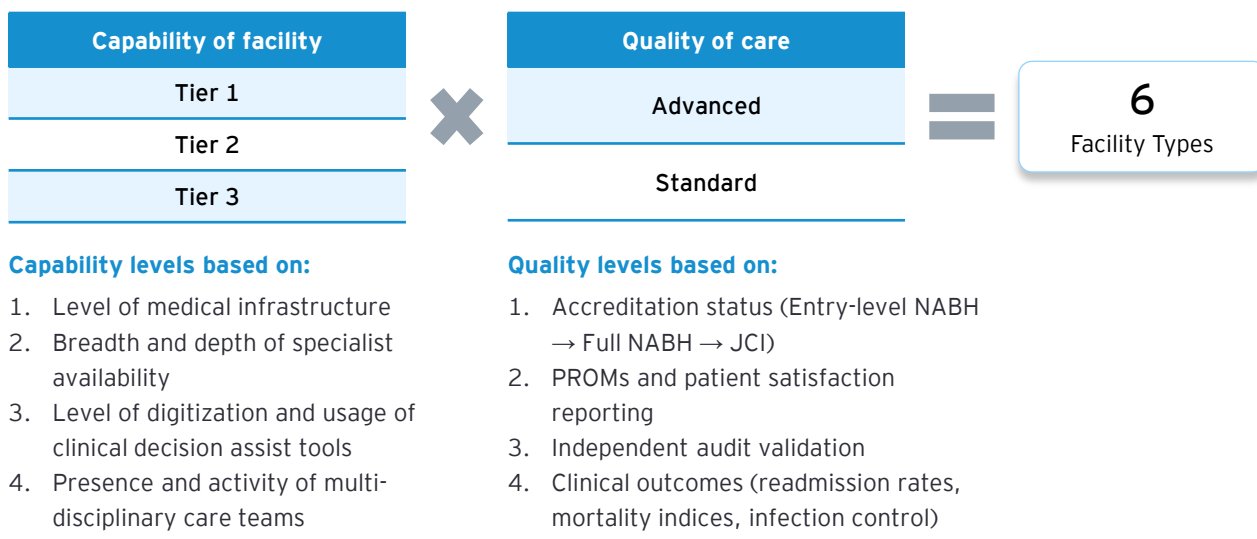 Capability of facility
Tier 1
Tier 2
Tier 3
Quality of care
Advanced
Standard
6
Facility Types
Capability levels based on:
1. Level of medical infrastructure
2. Breadth and depth of specialist
availability
3. Level of digitization and usage of
clinical decision assist tools
4. Presence and activity of multi-
disciplinary care teams
Quality levels based on:
1. Accreditation status (Entry-level NABH
→ Full NABH → JCI)
2. PROMs and patient satisfaction
reporting
3. Independent audit validation
4. Clinical outcomes (readmission rates,
mortality indices, infection control)